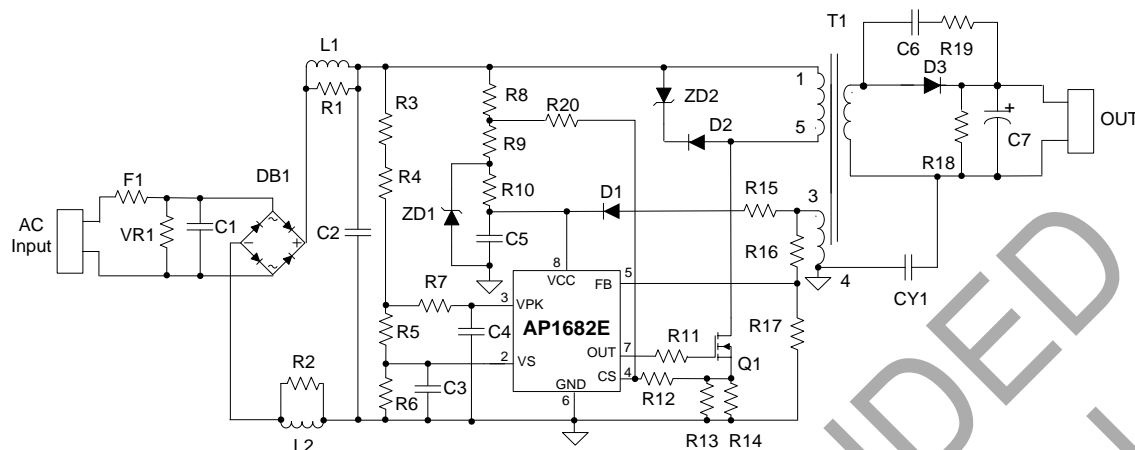 T1
C6
R19
L1
D3
R1
R3
R8
R20
ZD2
1
D2
5
C7
OUT
R9
R18
F1
DB1
R4
R10
D1
R15
3
AC
Input
VR1
C1
~
+
C2
ZD1
C5
R16
4
CY1
8
VCC
5
FB
R7
3
VPK
AP1682E
R17
R5
C4
R11
7
OUT
2
VS
Q1
R2
R6
C3
GND
6
CS
4
R12
R13
R14
L2
~
-
+
NDED